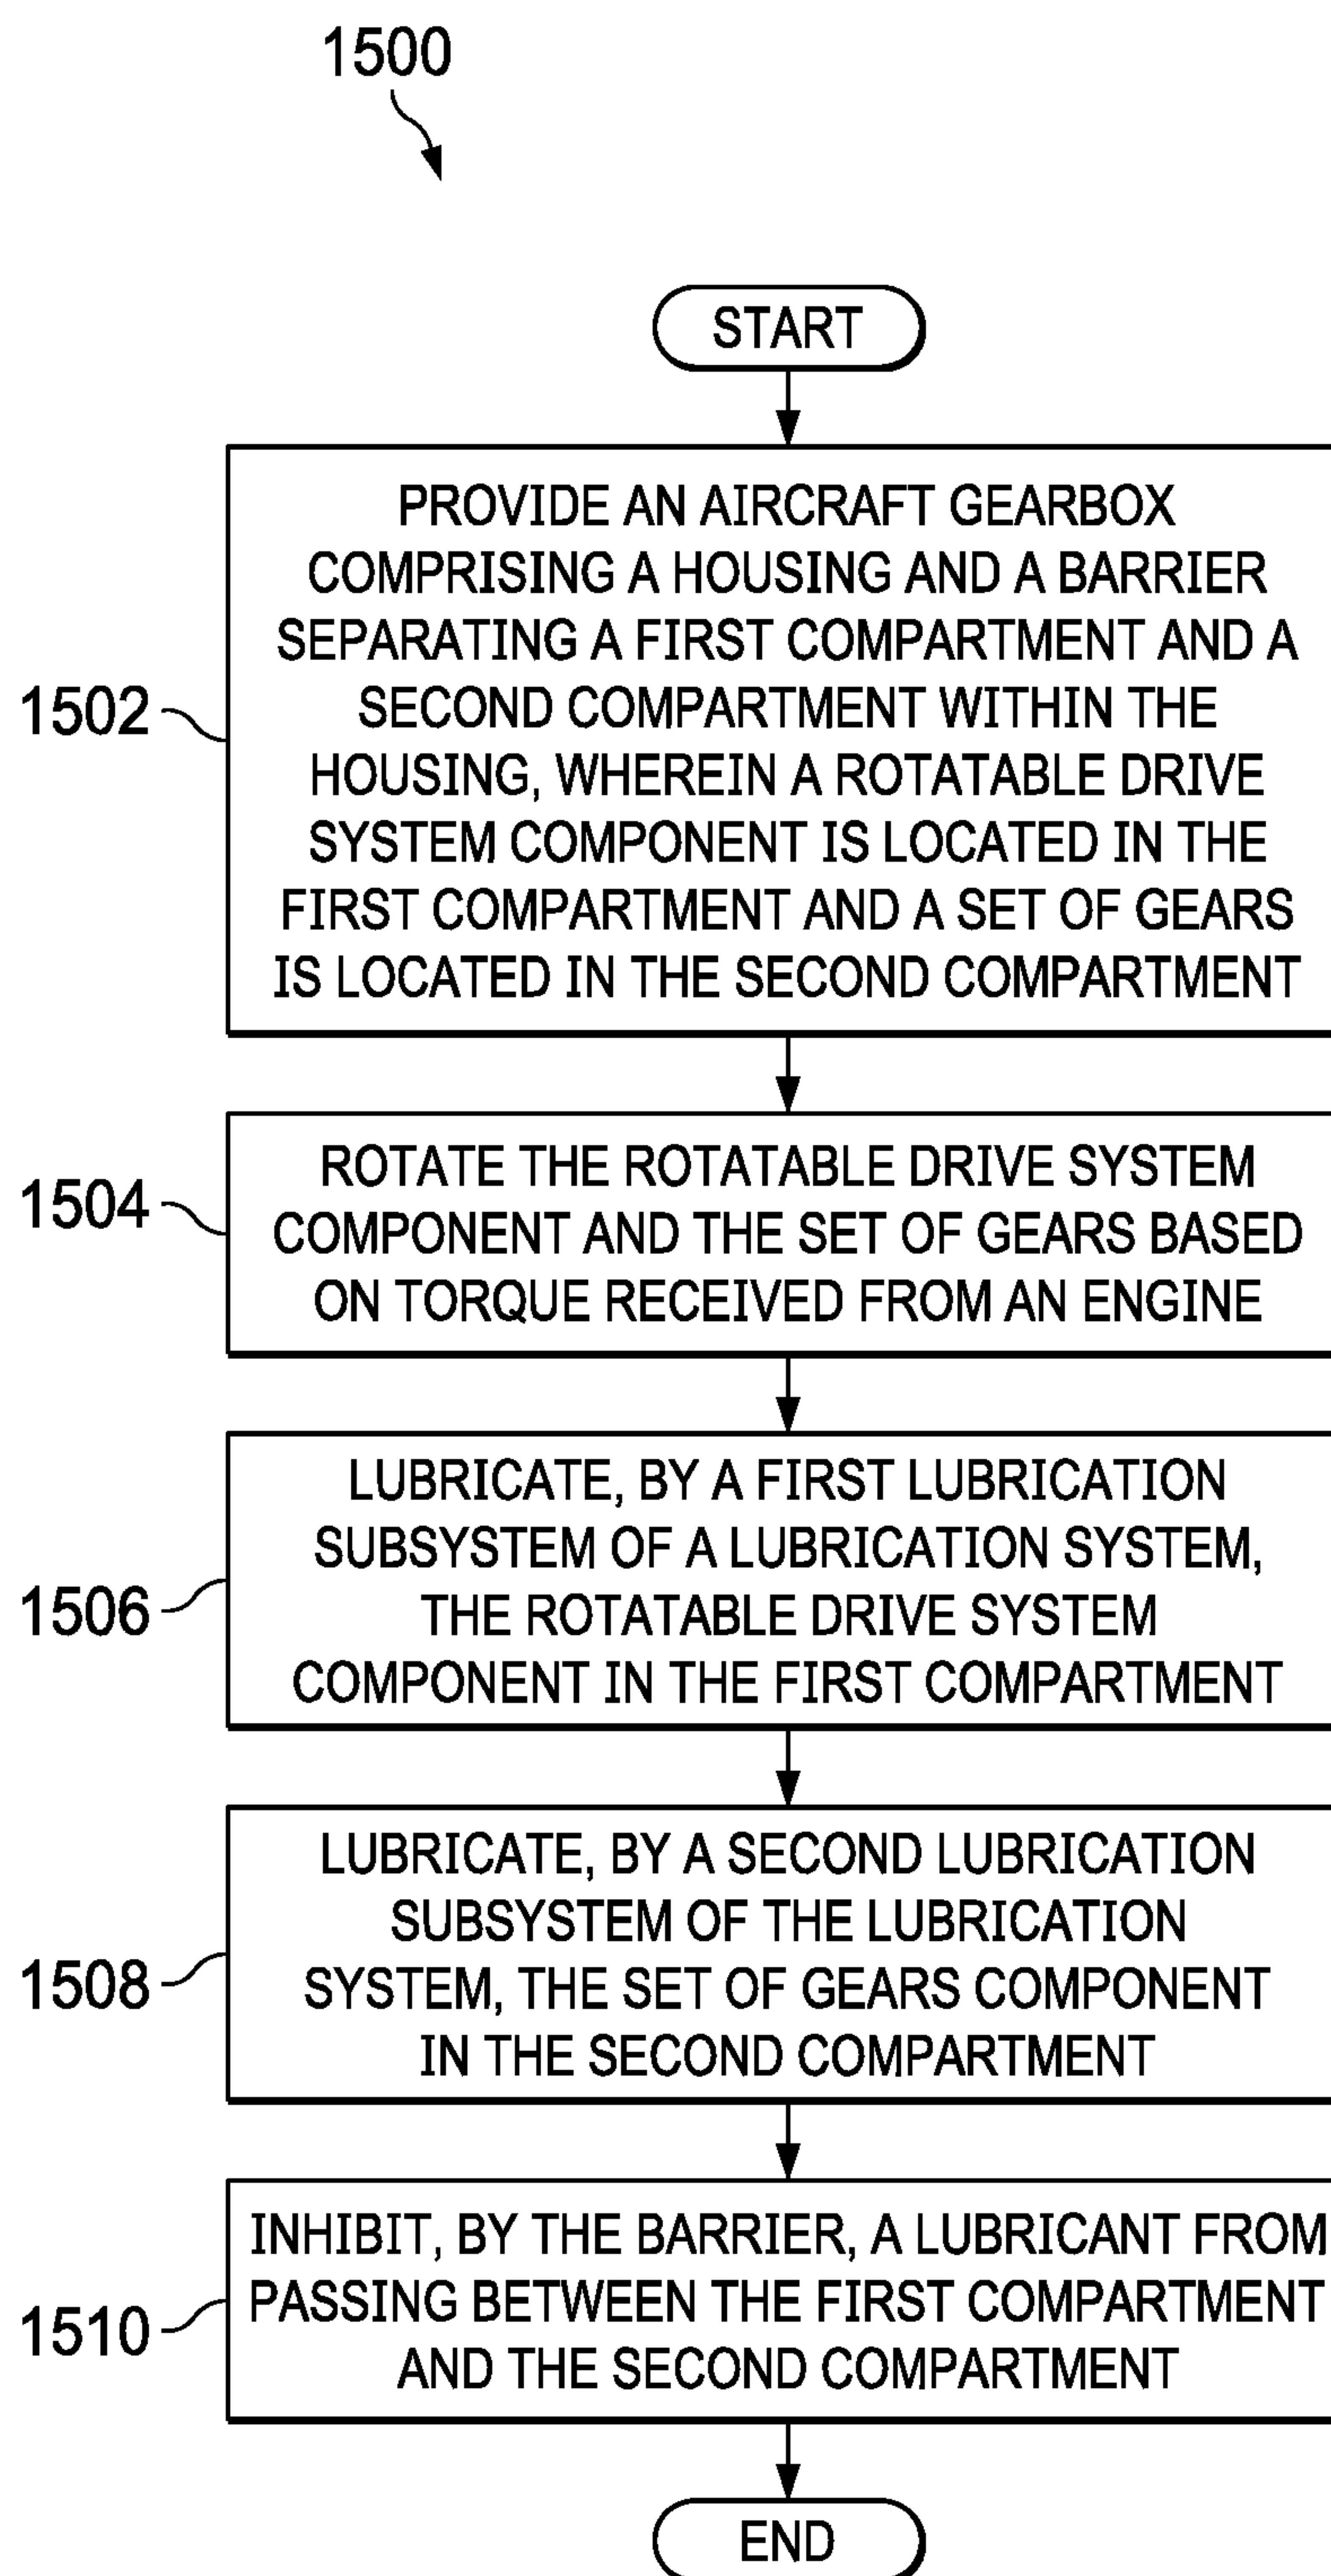 1500
START
1502
PROVIDE AN AIRCRAFT GEARBOX
COMPRISING A HOUSING AND A BARRIER
SEPARATING A FIRST COMPARTMENT AND A
SECOND COMPARTMENT WITHIN THE
HOUSING, WHEREIN A ROTATABLE DRIVE
SYSTEM COMPONENT IS LOCATED IN THE
FIRST COMPARTMENT AND A SET OF GEARS
IS LOCATED IN THE SECOND COMPARTMENT
1504
ROTATE THE ROTATABLE DRIVE SYSTEM
COMPONENT AND THE SET OF GEARS BASED
ON TORQUE RECEIVED FROM AN ENGINE
1506
LUBRICATE, BY A FIRST LUBRICATION
SUBSYSTEM OF A LUBRICATION SYSTEM,
THE ROTATABLE DRIVE SYSTEM
COMPONENT IN THE FIRST COMPARTMENT
1508
LUBRICATE, BY A SECOND LUBRICATION
SUBSYSTEM OF THE LUBRICATION
SYSTEM, THE SET OF GEARS COMPONENT
IN THE SECOND COMPARTMENT
1510
INHIBIT, BY THE BARRIER, A LUBRICANT FROM
PASSING BETWEEN THE FIRST COMPARTMENT
AND THE SECOND COMPARTMENT
END